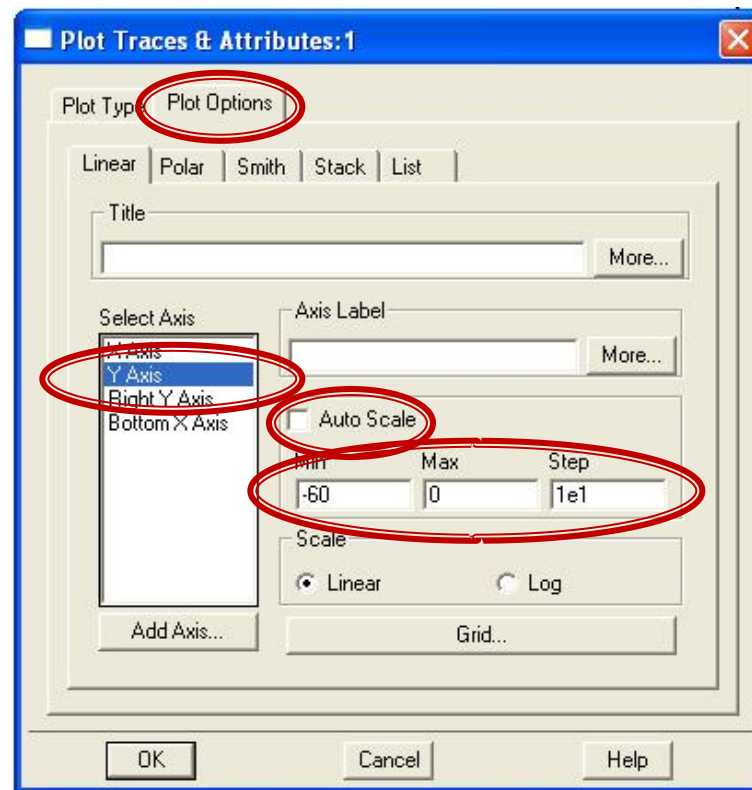 Plot Traces & Attributes:1
Plot Type Plot Options
Linear Polar Smith Stack List
Title
More...
Select Axis
Axis Label
X Axis
Y Axis
Right Y Axis
Bottom X Axis
More...
Auto Scale
Min Max Step
-60 0 1e1
Scale
Linear Log
Add Axis...
Grid...
OK Cancel Help